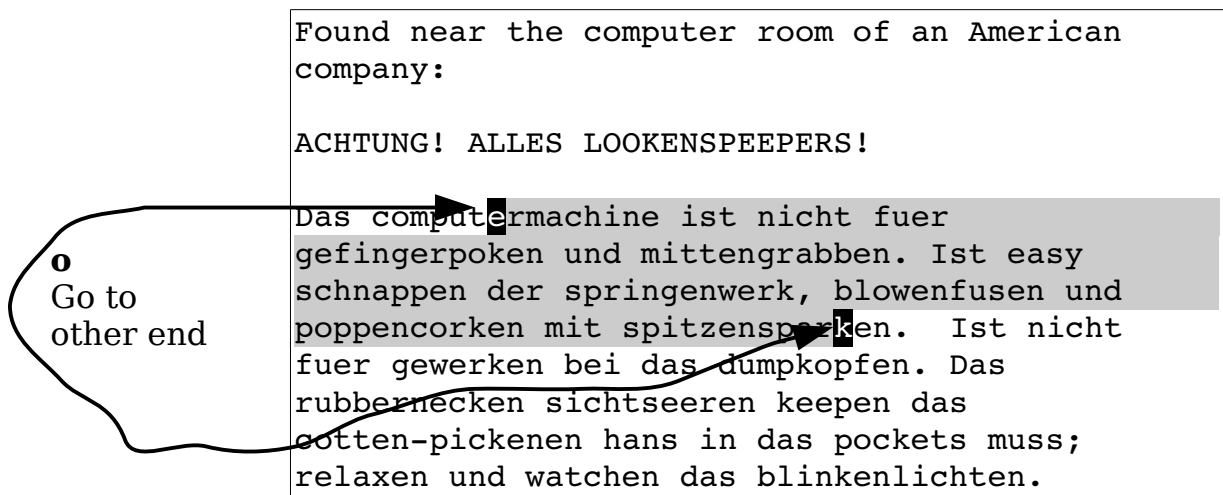 Found near the computer room of an American
company:
ACHTUNG! ALLES LOOKENSPEEPERS!
Das computermachine ist nicht fuer
gefingerpoken und mittengrabben. Ist easy
schnappen der springenwerk, blowenfusen und
poppencorken mit spitzensparken.  Ist nicht
fuer gewerken bei das dumpkopfen. Das
rubbernecken sichtseeren keepen das
cotten-pickenen hans in das pockets muss;
relaxen und watchen das blinkenlichten.
o
Go to
other end